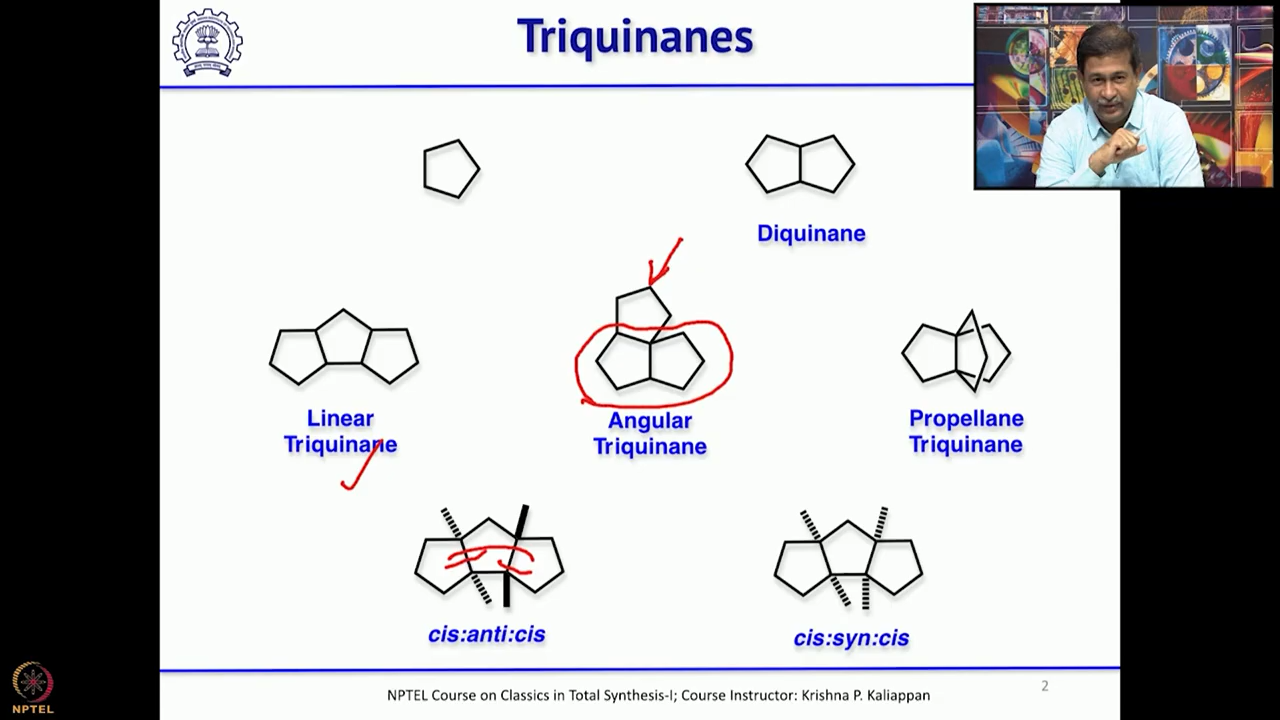 Triquinanes
Diquinane
Linear
Triquinane
Angular
Triquinane
Propellane
Triquinane
cis:anti:cis
cis:syn:cis
NPTEL Course on Classics in Total Synthesis-I; Course Instructor: Krishna P. Kaliappan
2
NPTEL